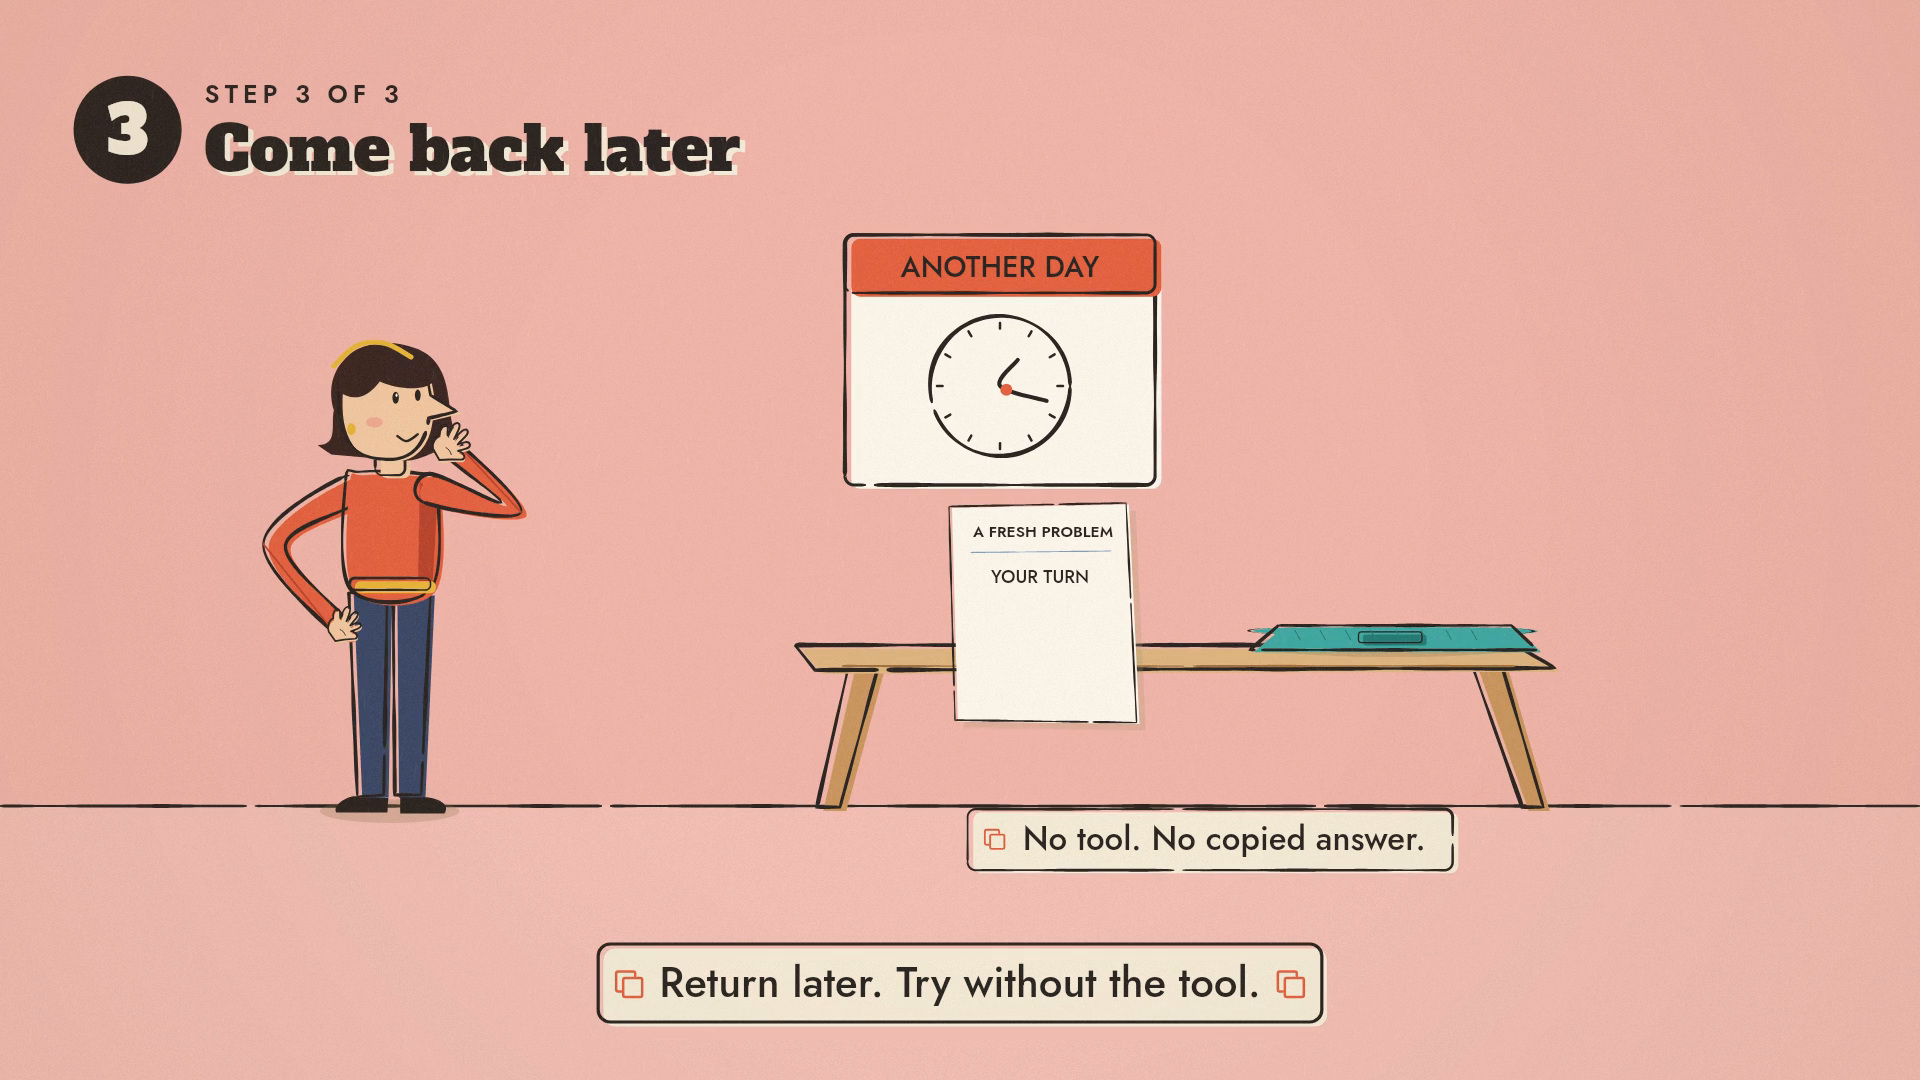 3
STEP 3 OF 3
Come back later
ANOTHER DAY
A FRESH PROBLEM
YOUR TURN
No tool. No copied answer.
Return later. Try without the tool.